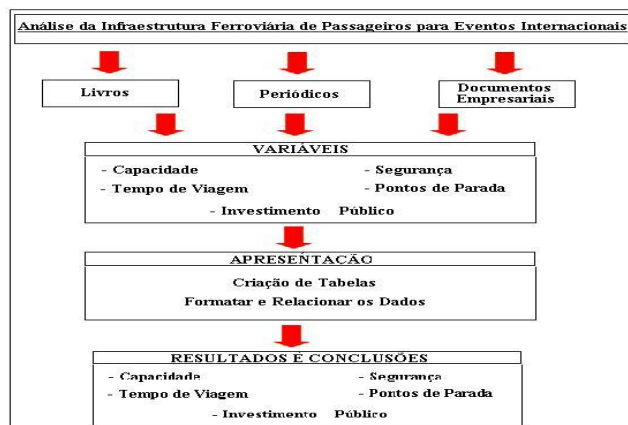 Análise da Infraestrutura Ferroviária de Passageiros para Eventos Internacionais
Livros
Periódicos
Documentos
Empresariais
VARIÁVEIS
- Capacidade - Segurança
- Tempo de Viagem - Pontos de Parada
- Investimento Público
APRESENTACÃO
Criação de Tabelas
Formatar e Relacionar os Dados
RESULTADOS E CONCLUSÕES
- Capacidade - Segurança
- Tempo de Viagem - Pontos de Parada
- Investimento Público